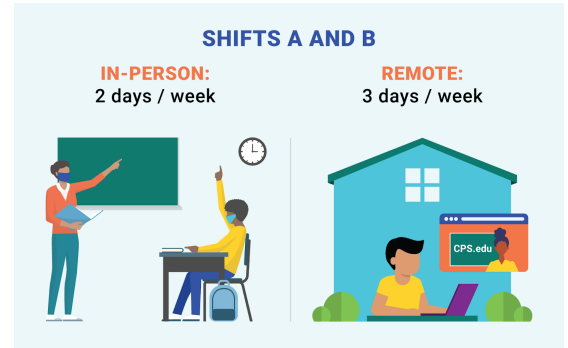 SHIFTS A AND B
IN-PERSON:
2 days / week
REMOTE:
3 days / week
CPS.edu